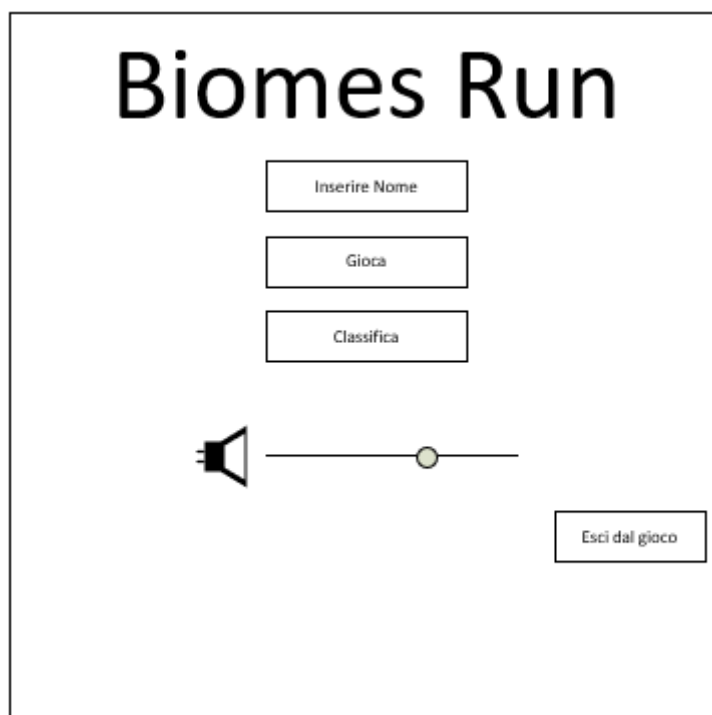 Biomes Run
Inserire Nome
Gioca
Classifica
Esci dal gioco